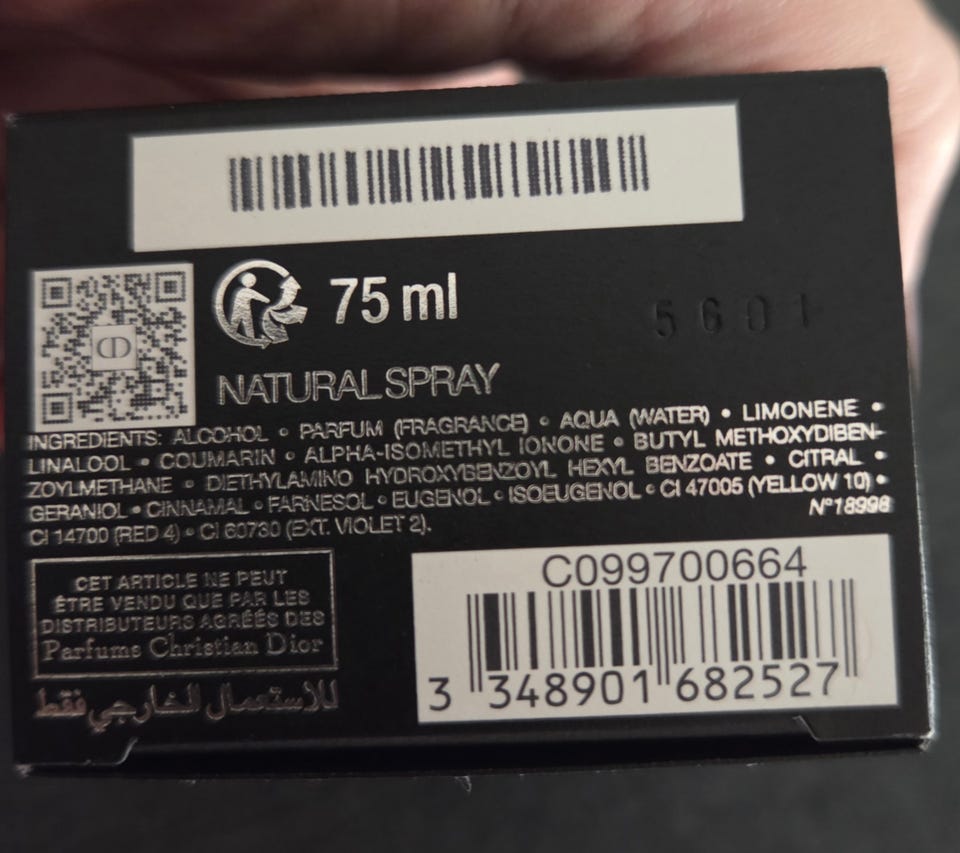 75 ml
5601
NATURAL SPRAY
INGREDIENTS: ALCOHOL • PARFUM (FRAGRANCE) • AQUA (WATER) • LIMONENE •
LINALOOL • COUMARIN • ALPHA-ISOMETHYL IONONE • BUTYL METHOXYDIBEN-
ZOYLMETHANE • DIETHYLAMINO HYDROXYBENZOYL HEXYL BENZOATE • CITRAL •
GERANIOL • CINNAMAL • FARNESOL • EUGENOL • ISOEUGENOL • CI 47005 (YELLOW 10) •
CI 14700 (RED 4) • CI 60730 (EXT. VIOLET 2).
N°18998
CET ARTICLE NE PEUT
ÊTRE VENDU QUE PAR LES
DISTRIBUTEURS AGRÉÉS DES
Parfums Christian Dior
للاستعمال الخارجي فقط
C099700664
3 348901 682527